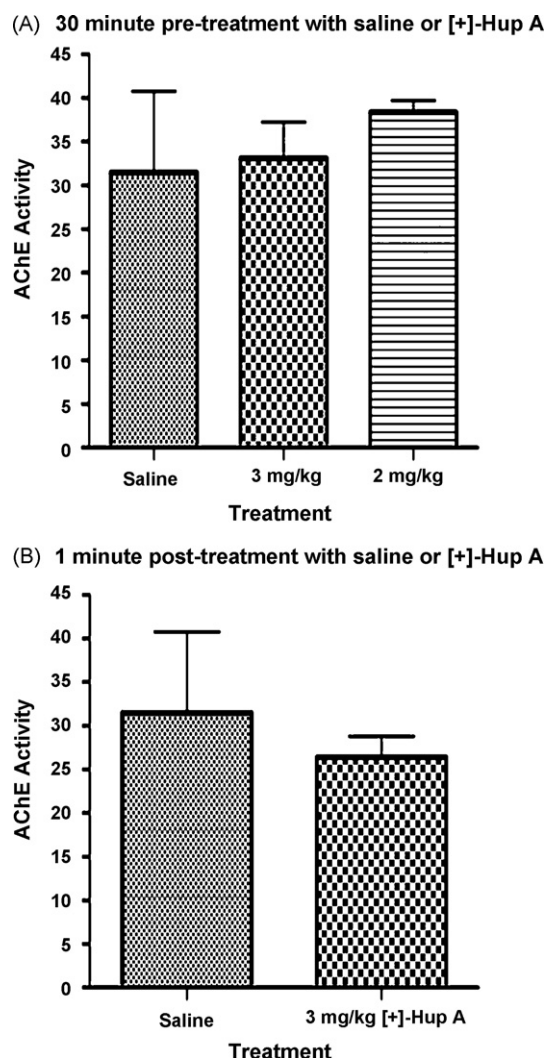 (A) 30 minute pre-treatment with saline or [+]-Hup A
45
40
35
30
25
20
15
10
5
0
AChE Activity
Saline 3 mg/kg 2 mg/kg
Treatment
(B) 1 minute post-treatment with saline or [+]-Hup A
45
40
35
30
25
20
15
10
5
0
AChE Activity
Saline 3 mg/kg [+]-Hup A
Treatment